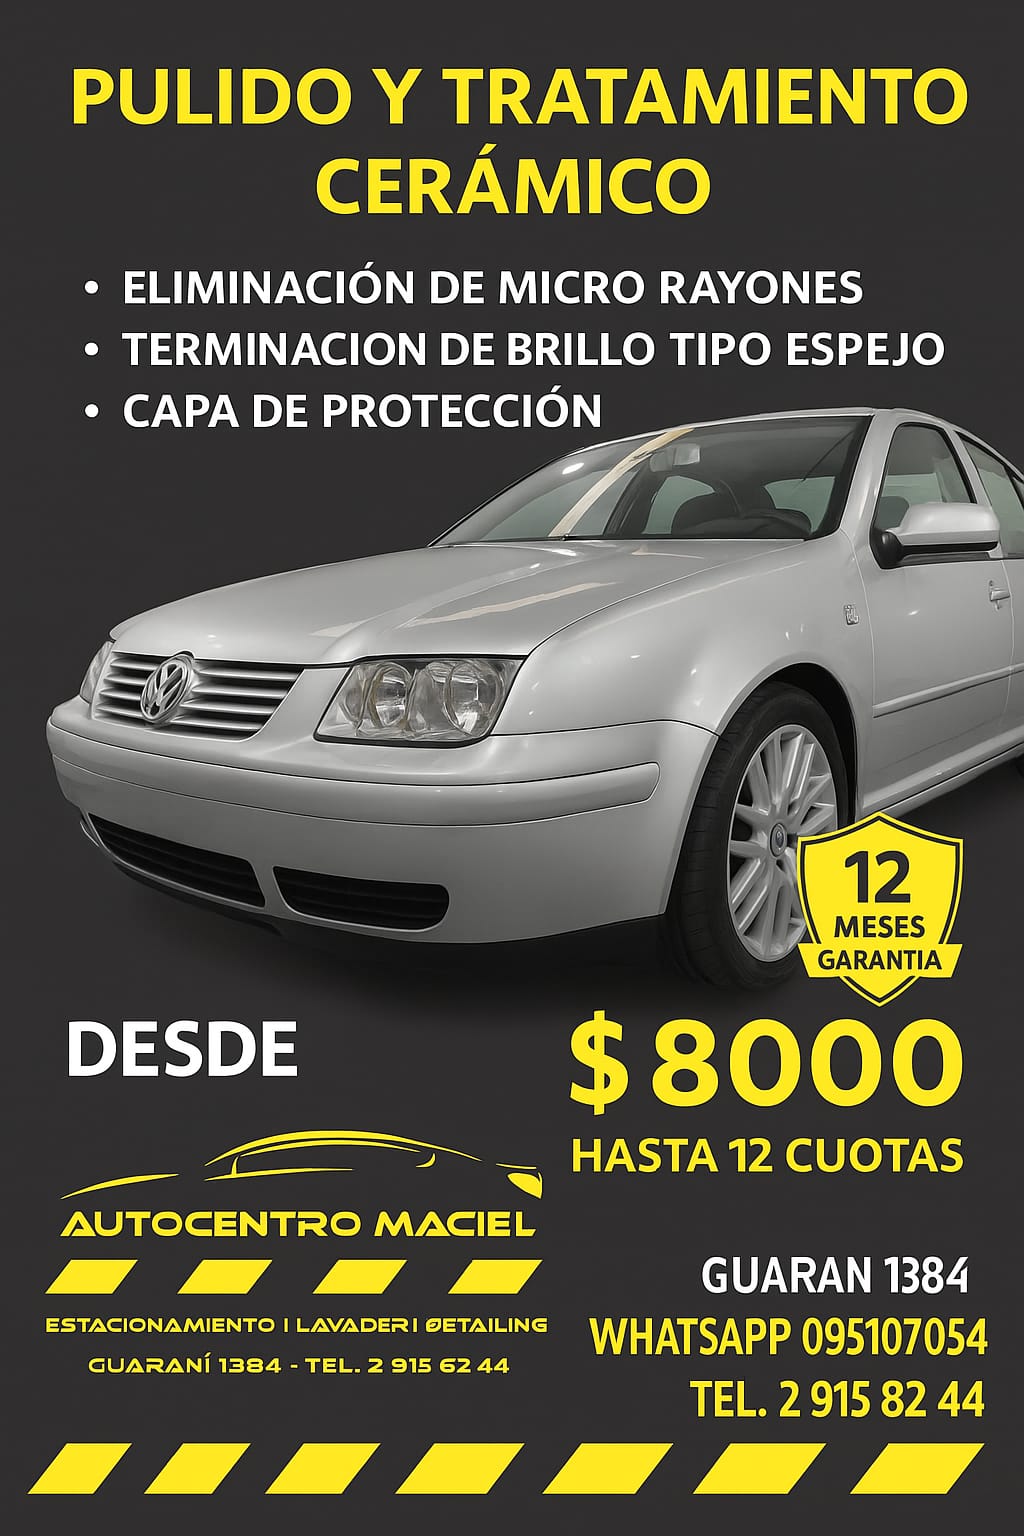 PULIDO Y TRATAMIENTO
CERÁMICO
• ELIMINACIÓN DE MICRO RAYONES
• TERMINACION DE BRILLO TIPO ESPEJO
• CAPA DE PROTECCIÓN
12
MESES
GARANTIA
DESDE
$8000
HASTA 12 CUOTAS
AUTOCENTRO MACIEL
ESTACIONAMIENTO | LAVADER| ØETAILING
GUARANÍ 1384 - TEL. 2 915 62 44
GUARAN 1384
WHATSAPP 095107054
TEL. 2 915 82 44